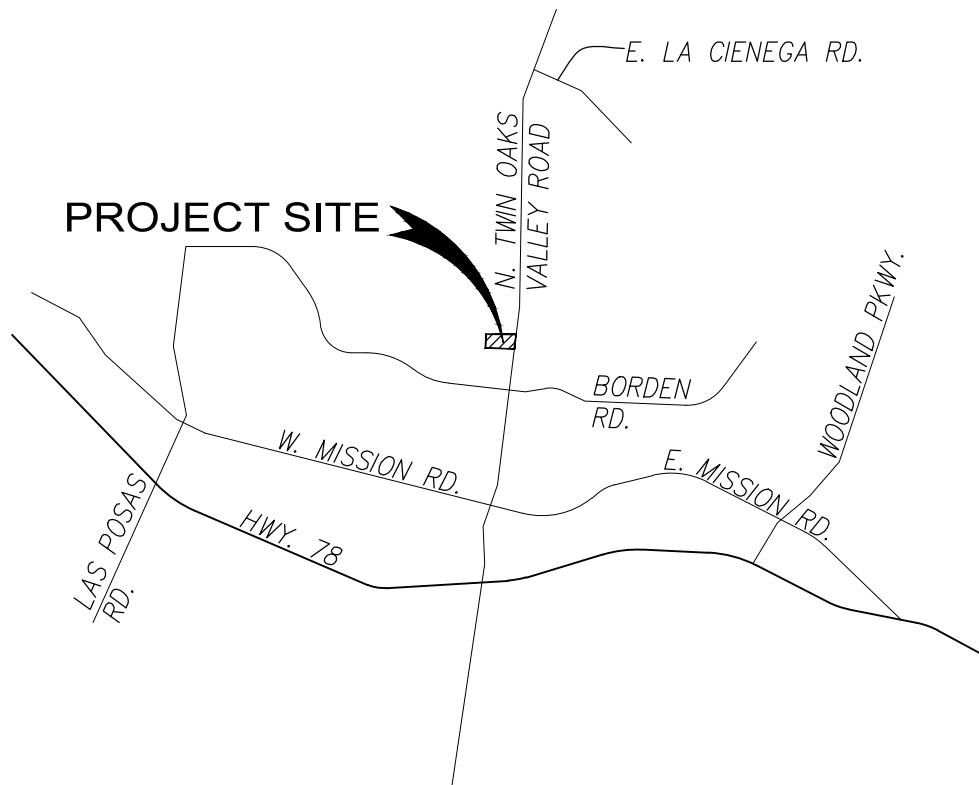 E. LA CIENEGA RD.
N. TWIN OAKS
VALLEY ROAD
PROJECT SITE
WOODLAND PKWY.
BORDEN
RD.
W. MISSION RD.
E. MISSION RD.
LAS POSAS
RD.
HWY. 78